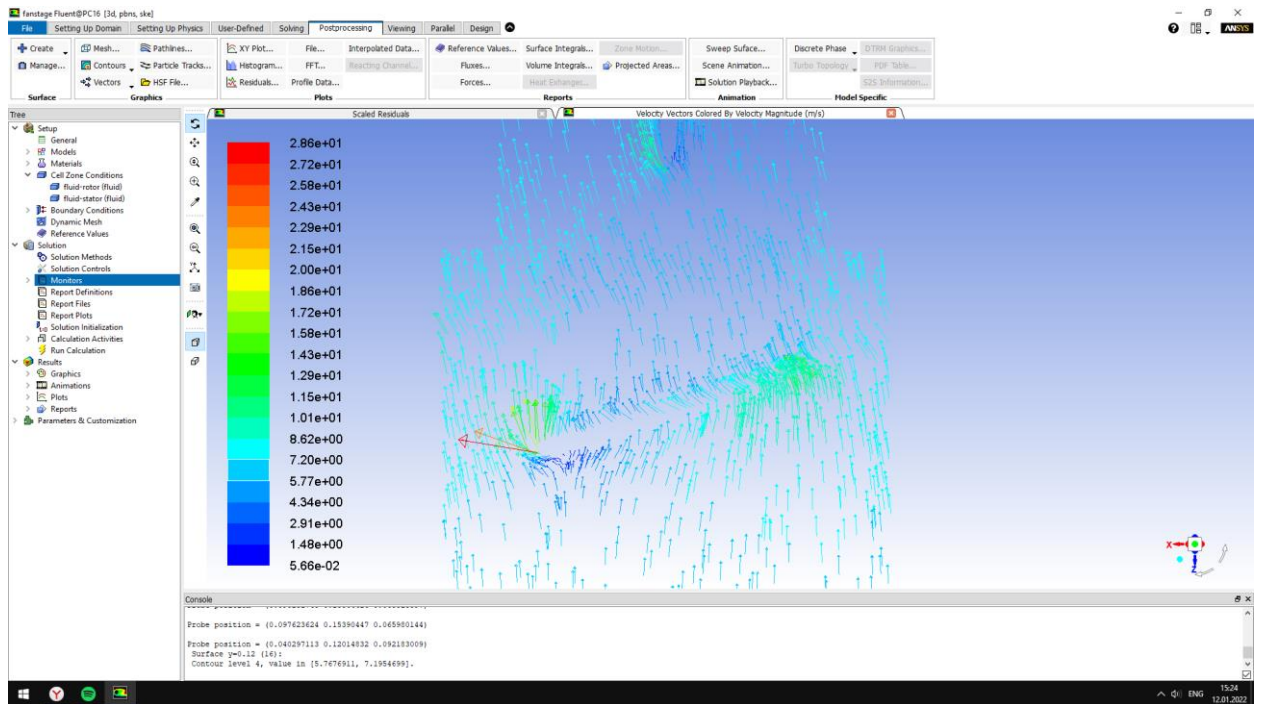 fanstage Fluent@PC16 [3d, pbns, ske]
File Setting Up Domain Setting Up Physics User-Defined Solving Postprocessing Viewing Parallel Design
ANSYS
Create Mesh... Pathlines... XY Plot... File... Interpolated Data... Reference Values... Surface Integrals... Zone Motion... Sweep Suface... Discrete Phase DTRM Graphics...
Manage... Contours Particle Tracks... Histogram... FFT... Reacting Channel... Fluxes... Volume Integrals... Projected Areas... Scene Animation... Turbo Topology PDF Table...
Vectors HSF File... Residuals... Profile Data... Forces... Heat Exhanger... Solution Playback... S2S Information...
Surface Graphics Plots Reports Animation Model Specific
Tree
Scaled Residuals
Velocity Vectors Colored By Velocity Magnitude (m/s)
Setup
General
Models
Materials
Cell Zone Conditions
fluid-rotor (fluid)
fluid-stator (fluid)
Boundary Conditions
Dynamic Mesh
Reference Values
Solution
Solution Methods
Solution Controls
Monitors
Report Definitions
Report Files
Report Plots
Solution Initialization
Calculation Activities
Run Calculation
Results
Graphics
Animations
Plots
Reports
Parameters & Customization
2.86e+01
2.72e+01
2.58e+01
2.43e+01
2.29e+01
2.15e+01
2.00e+01
1.86e+01
1.72e+01
1.58e+01
1.43e+01
1.29e+01
1.15e+01
1.01e+01
8.62e+00
7.20e+00
5.77e+00
4.34e+00
2.91e+00
1.48e+00
5.66e-02
X
Z
Console
Probe position = (0.097623624 0.15390447 0.065980144)
Probe position = (0.040297113 0.12014832 0.092183009)
Surface y=0.12 (16):
Contour level 4, value in [5.7676911, 7.1954699].
ENG
15:24
12.01.2022